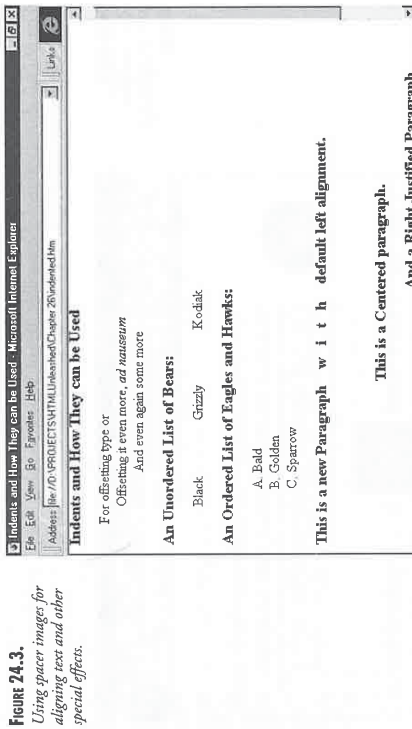 FIGURE 24.3.
Using spacer images for
aligning text and other
special effects.
Indents and How They can be Used - Microsoft Internet Explorer
File Edit View Go Favorites Help
Address file://D:\PROJECTS\HTMLUnleashed\Chapter 26\indented.htm
Links
Indents and How They can be Used
For offsetting type or
Offsetting it even more, ad nauseum
And even again some more
An Unordered List of Bears:
Black Grizzly Kodiak
An Ordered List of Eagles and Hawks:
A. Bald
B. Golden
C. Sparrow
This is a new Paragraph w i t h default left alignment.
This is a Centered paragraph.
And a Right Justified Paragraph